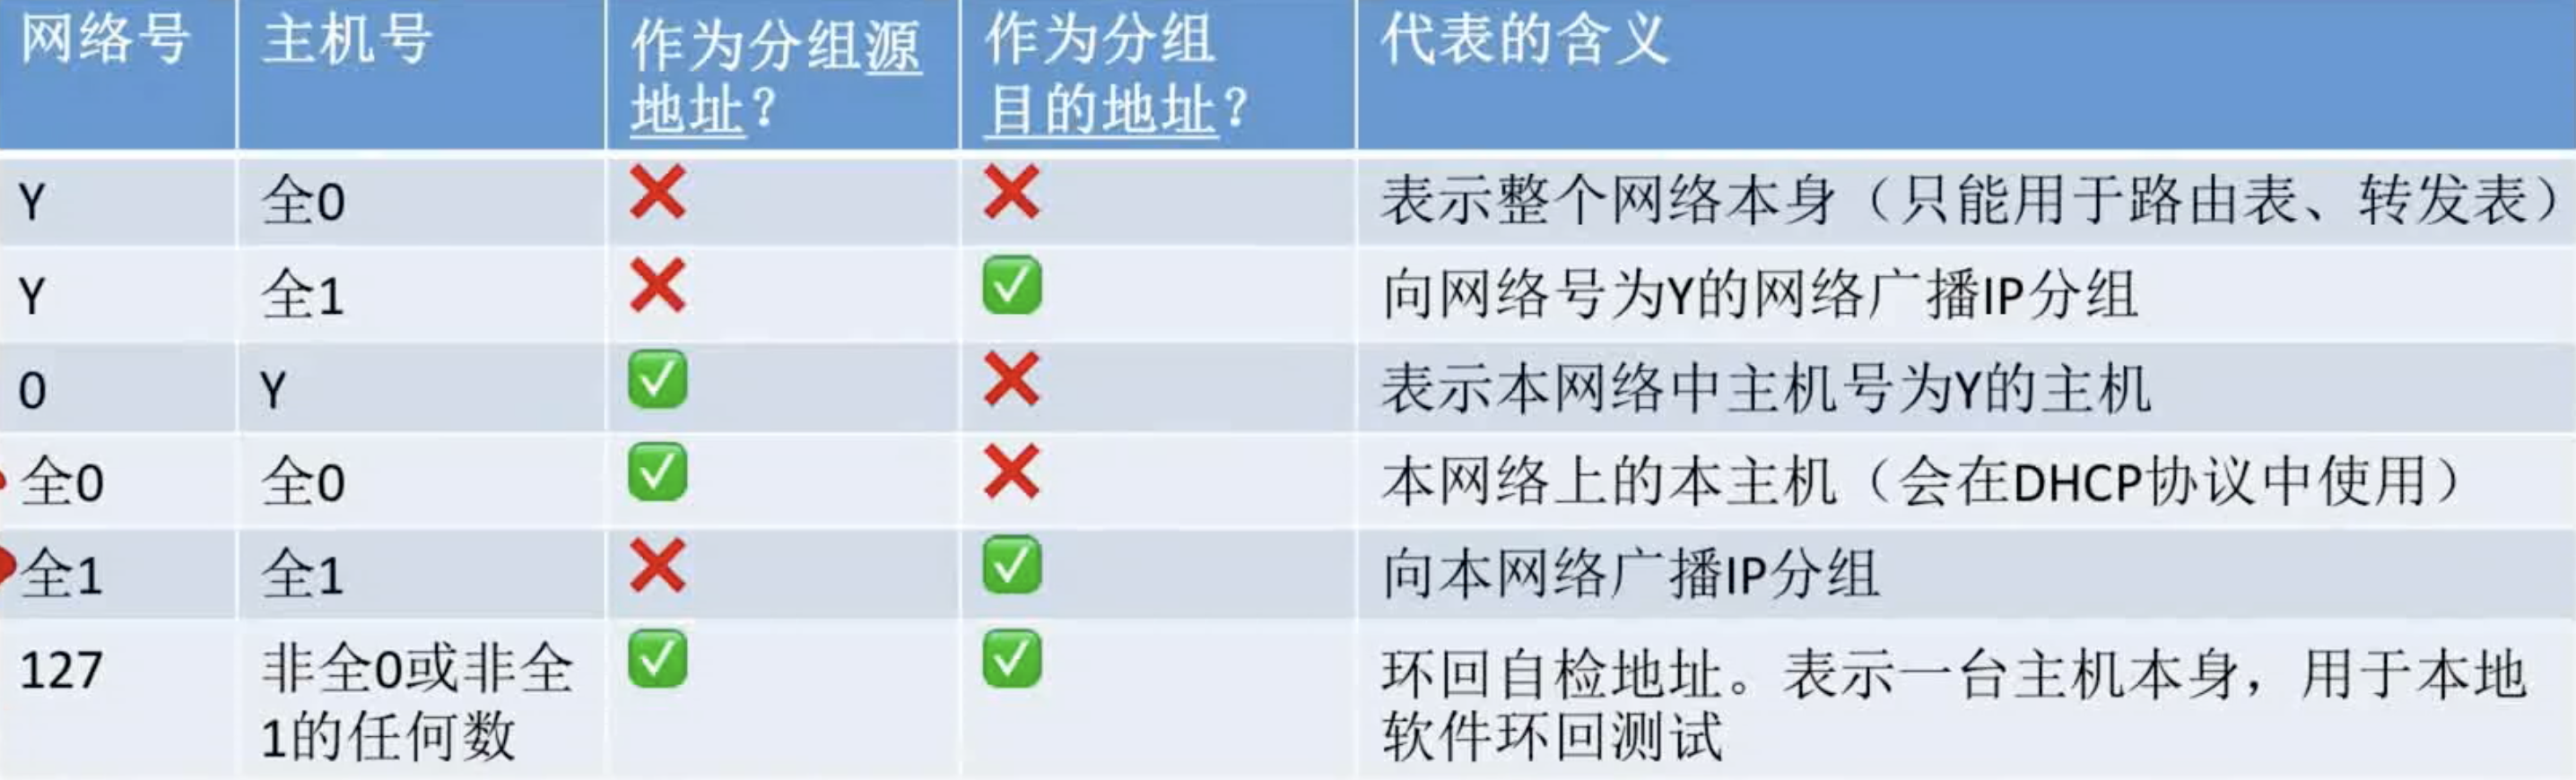 网络号 主机号 作为分组源地址？ 作为分组目的地址？ 代表的含义
Y 全0 ❌ ❌ 表示整个网络本身（只能用于路由表、转发表）
Y 全1 ❌ ✅ 向网络号为Y的网络广播IP分组
0 Y ✅ ❌ 表示本网络中主机号为Y的主机
全0 全0 ✅ ❌ 本网络上的本主机（会在DHCP协议中使用）
全1 全1 ❌ ✅ 向本网络广播IP分组
127 非全0或非全1的任何数 ✅ ✅ 环回自检地址。表示一台主机本身，用于本地软件环回测试